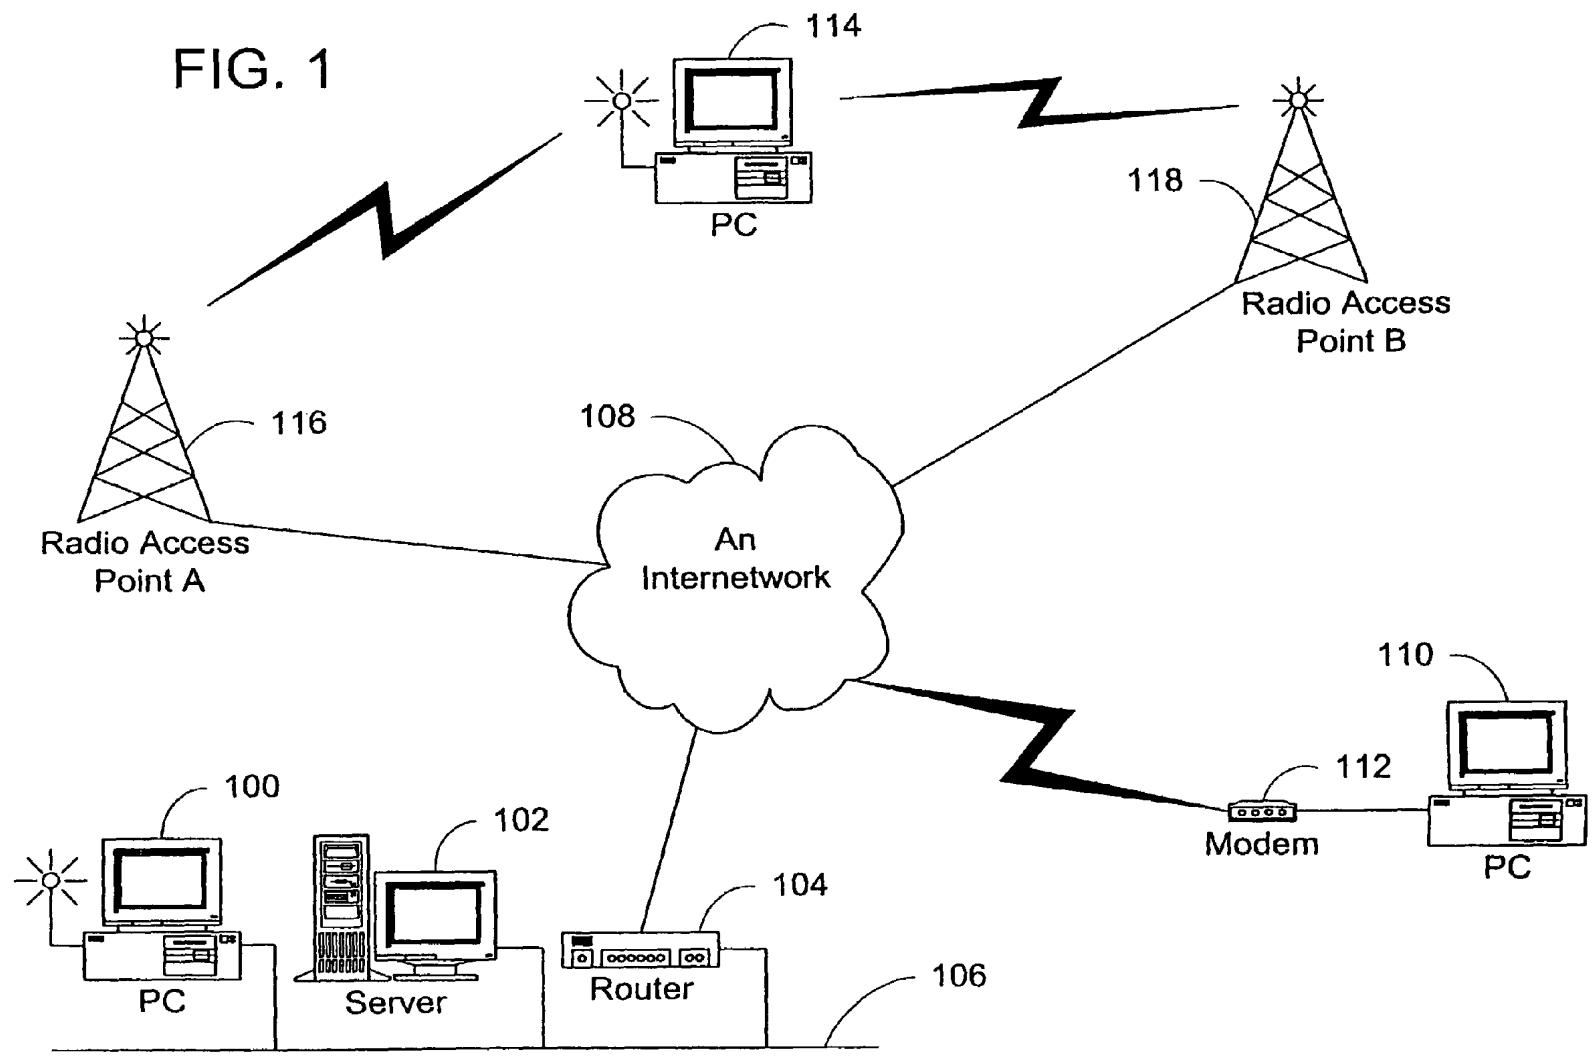 FIG. 1
114
PC
118
Radio Access
Point B
116
Radio Access
Point A
108
An
Internetwork
110
112
Modem
PC
100
PC
102
Server
104
Router
106